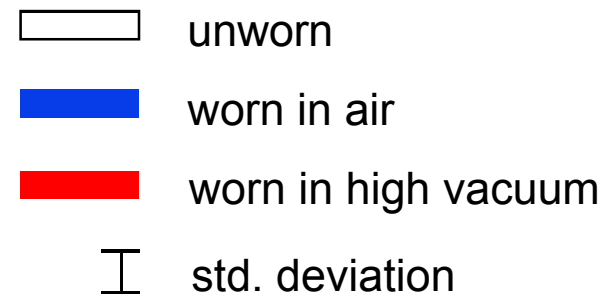 unworn
worn in air
worn in high vacuum
std. deviation